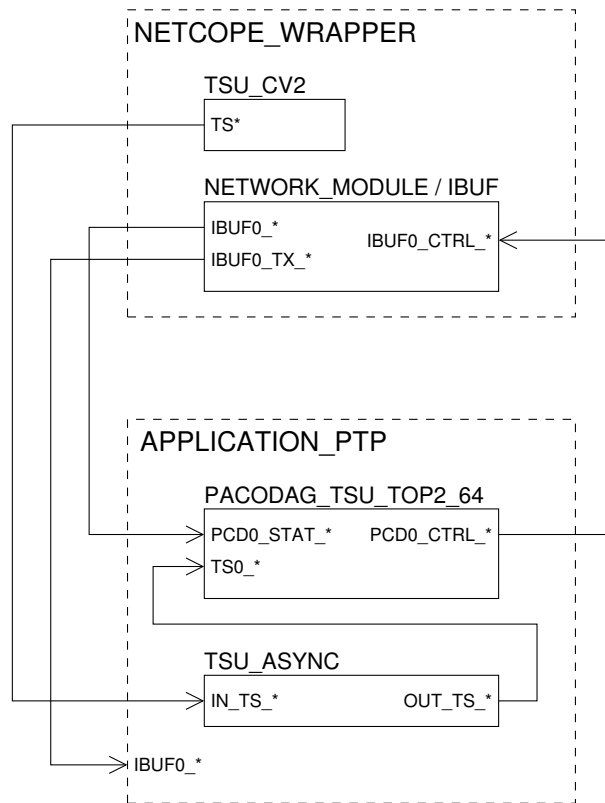 NETCOPE_WRAPPER
TSU_CV2
TS*
NETWORK_MODULE / IBUF
IBUF0_*
IBUF0_CTRL_*
IBUF0_TX_*
APPLICATION_PTP
PACODAG_TSU_TOP2_64
PCD0_STAT_* PCD0_CTRL_*
TS0_*
TSU_ASYNC
IN_TS_* OUT_TS_*
IBUF0_*